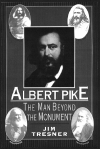 ALBERT PIKE
THE MAN BEYOND
THE MONUMENT
JIM
TRESNER